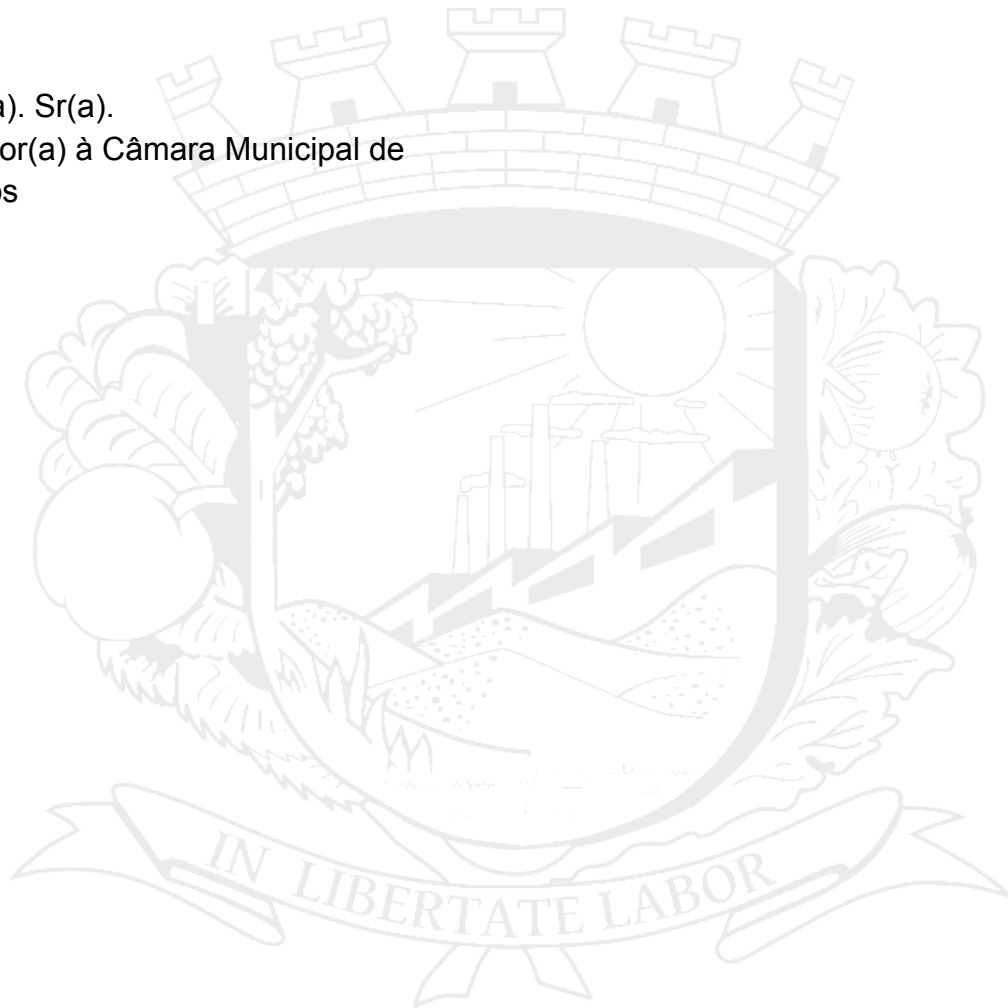 a). Sr(a).
or(a) à Câmara Municipal de
os
IN LIBERTATE LABOR